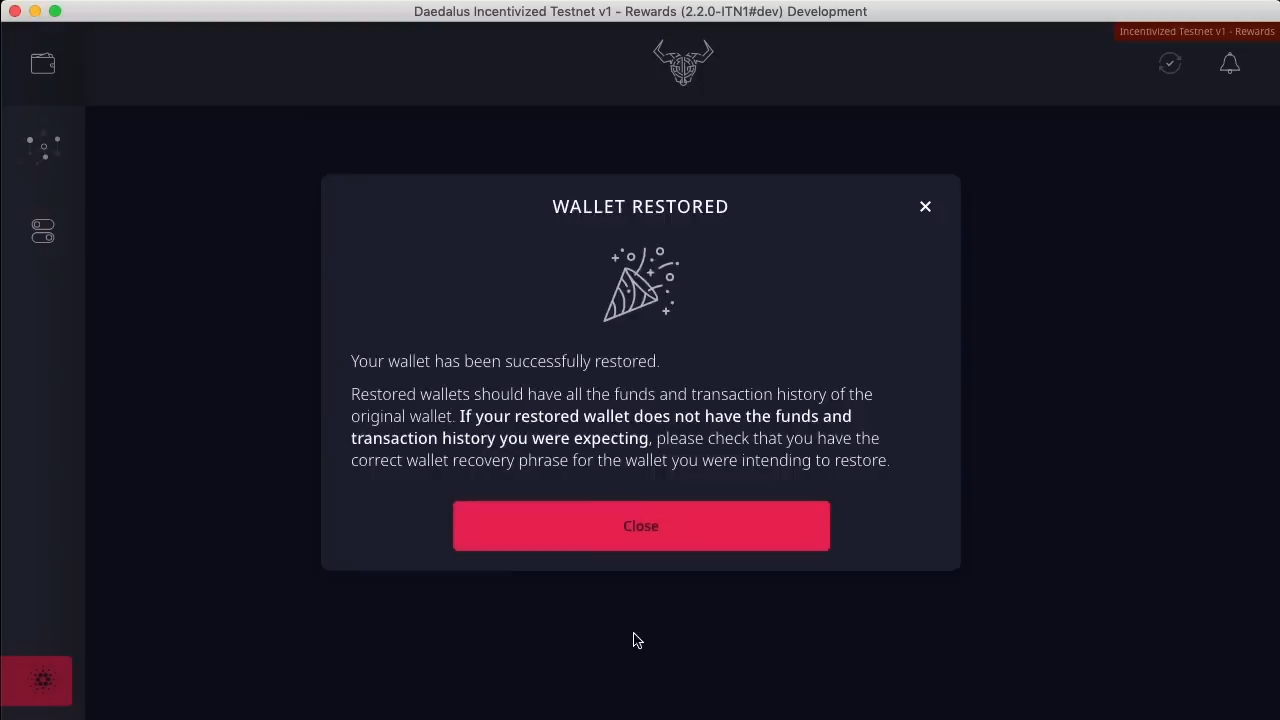 Daedalus Incentivized Testnet v1 - Rewards (2.2.0-ITN1#dev) Development
Incentivized Testnet v1 - Rewards
WALLET RESTORED
Your wallet has been successfully restored.
Restored wallets should have all the funds and transaction history of the
original wallet. If your restored wallet does not have the funds and
transaction history you were expecting, please check that you have the
correct wallet recovery phrase for the wallet you were intending to restore.
Close